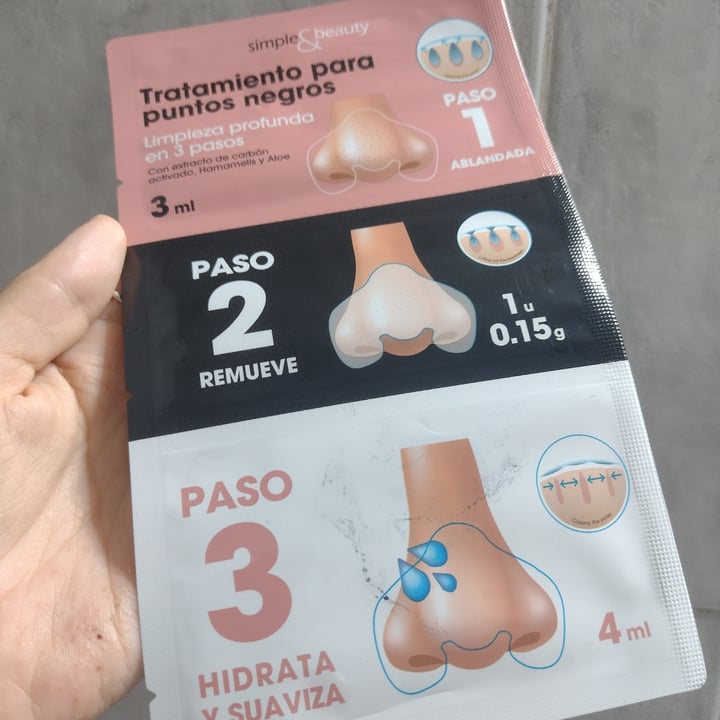 simple&beauty
Tratamiento para
puntos negros
Limpieza profunda
en 3 pasos
Con extracto de carbón
activado, Hamamelis y Aloe
3 ml
PASO
1
ABLANDADA
PASO
2
REMUEVE
1 u
0.15g
PASO
3
HIDRATA
Y SUAVIZA
4 ml